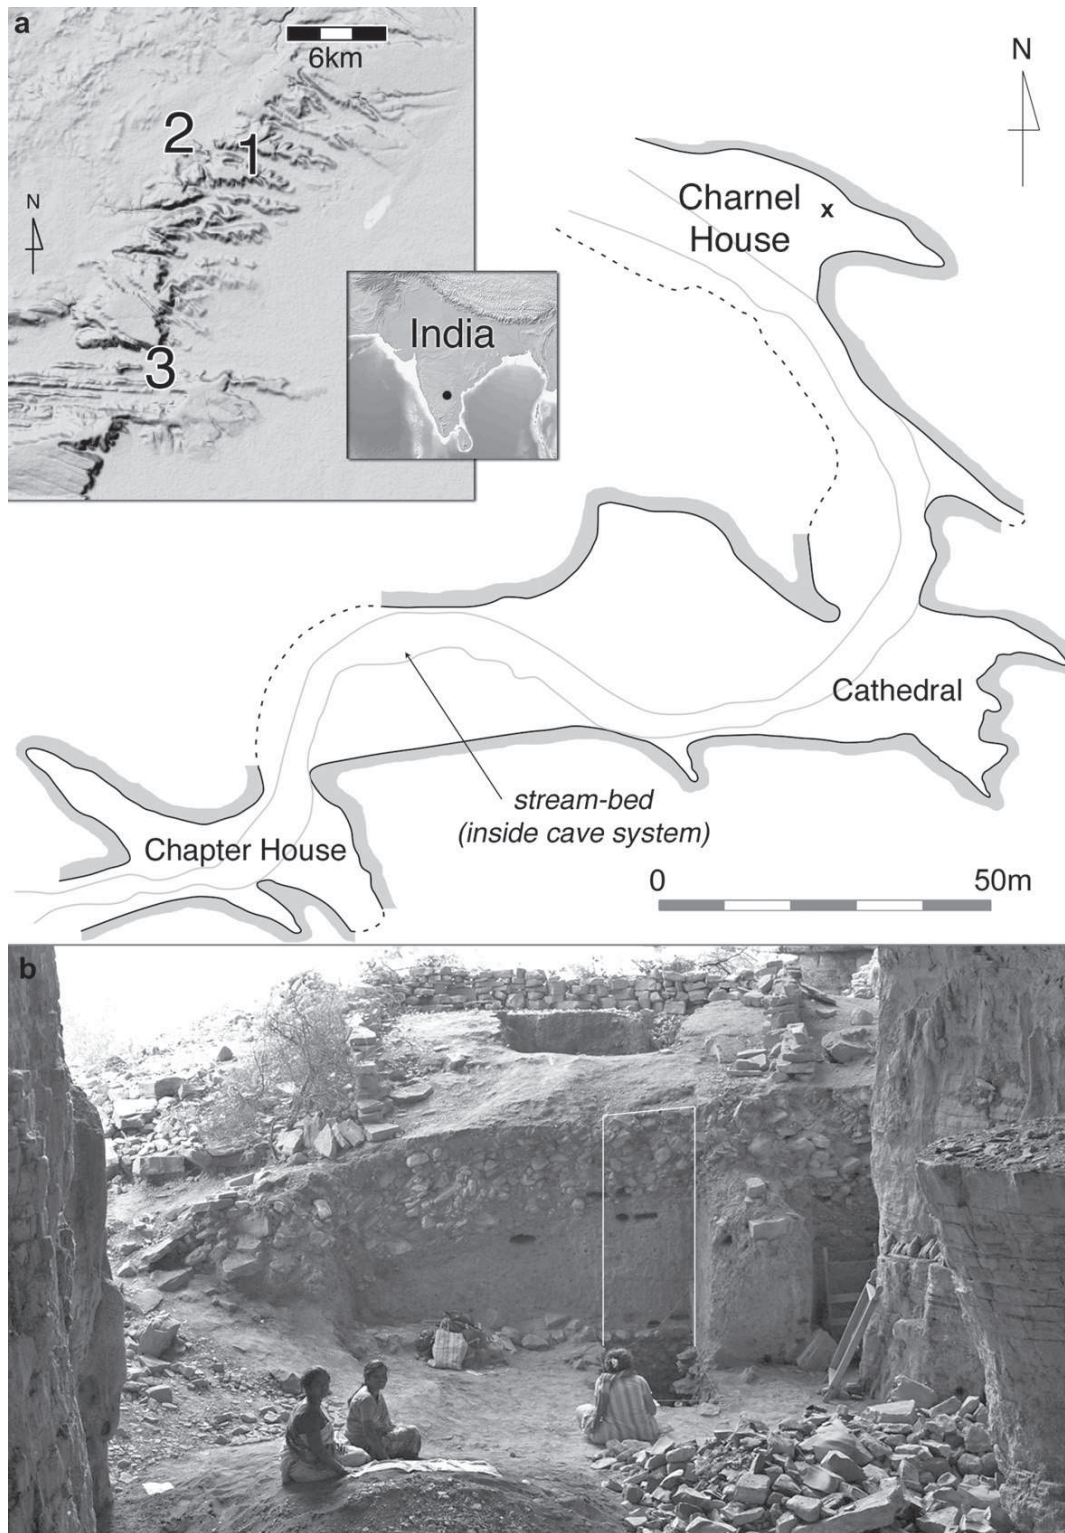 a
6km
2
1
N
3
India
N
Charnel
House
x
Cathedral
stream-bed
(inside cave system)
Chapter House
0 50m
b